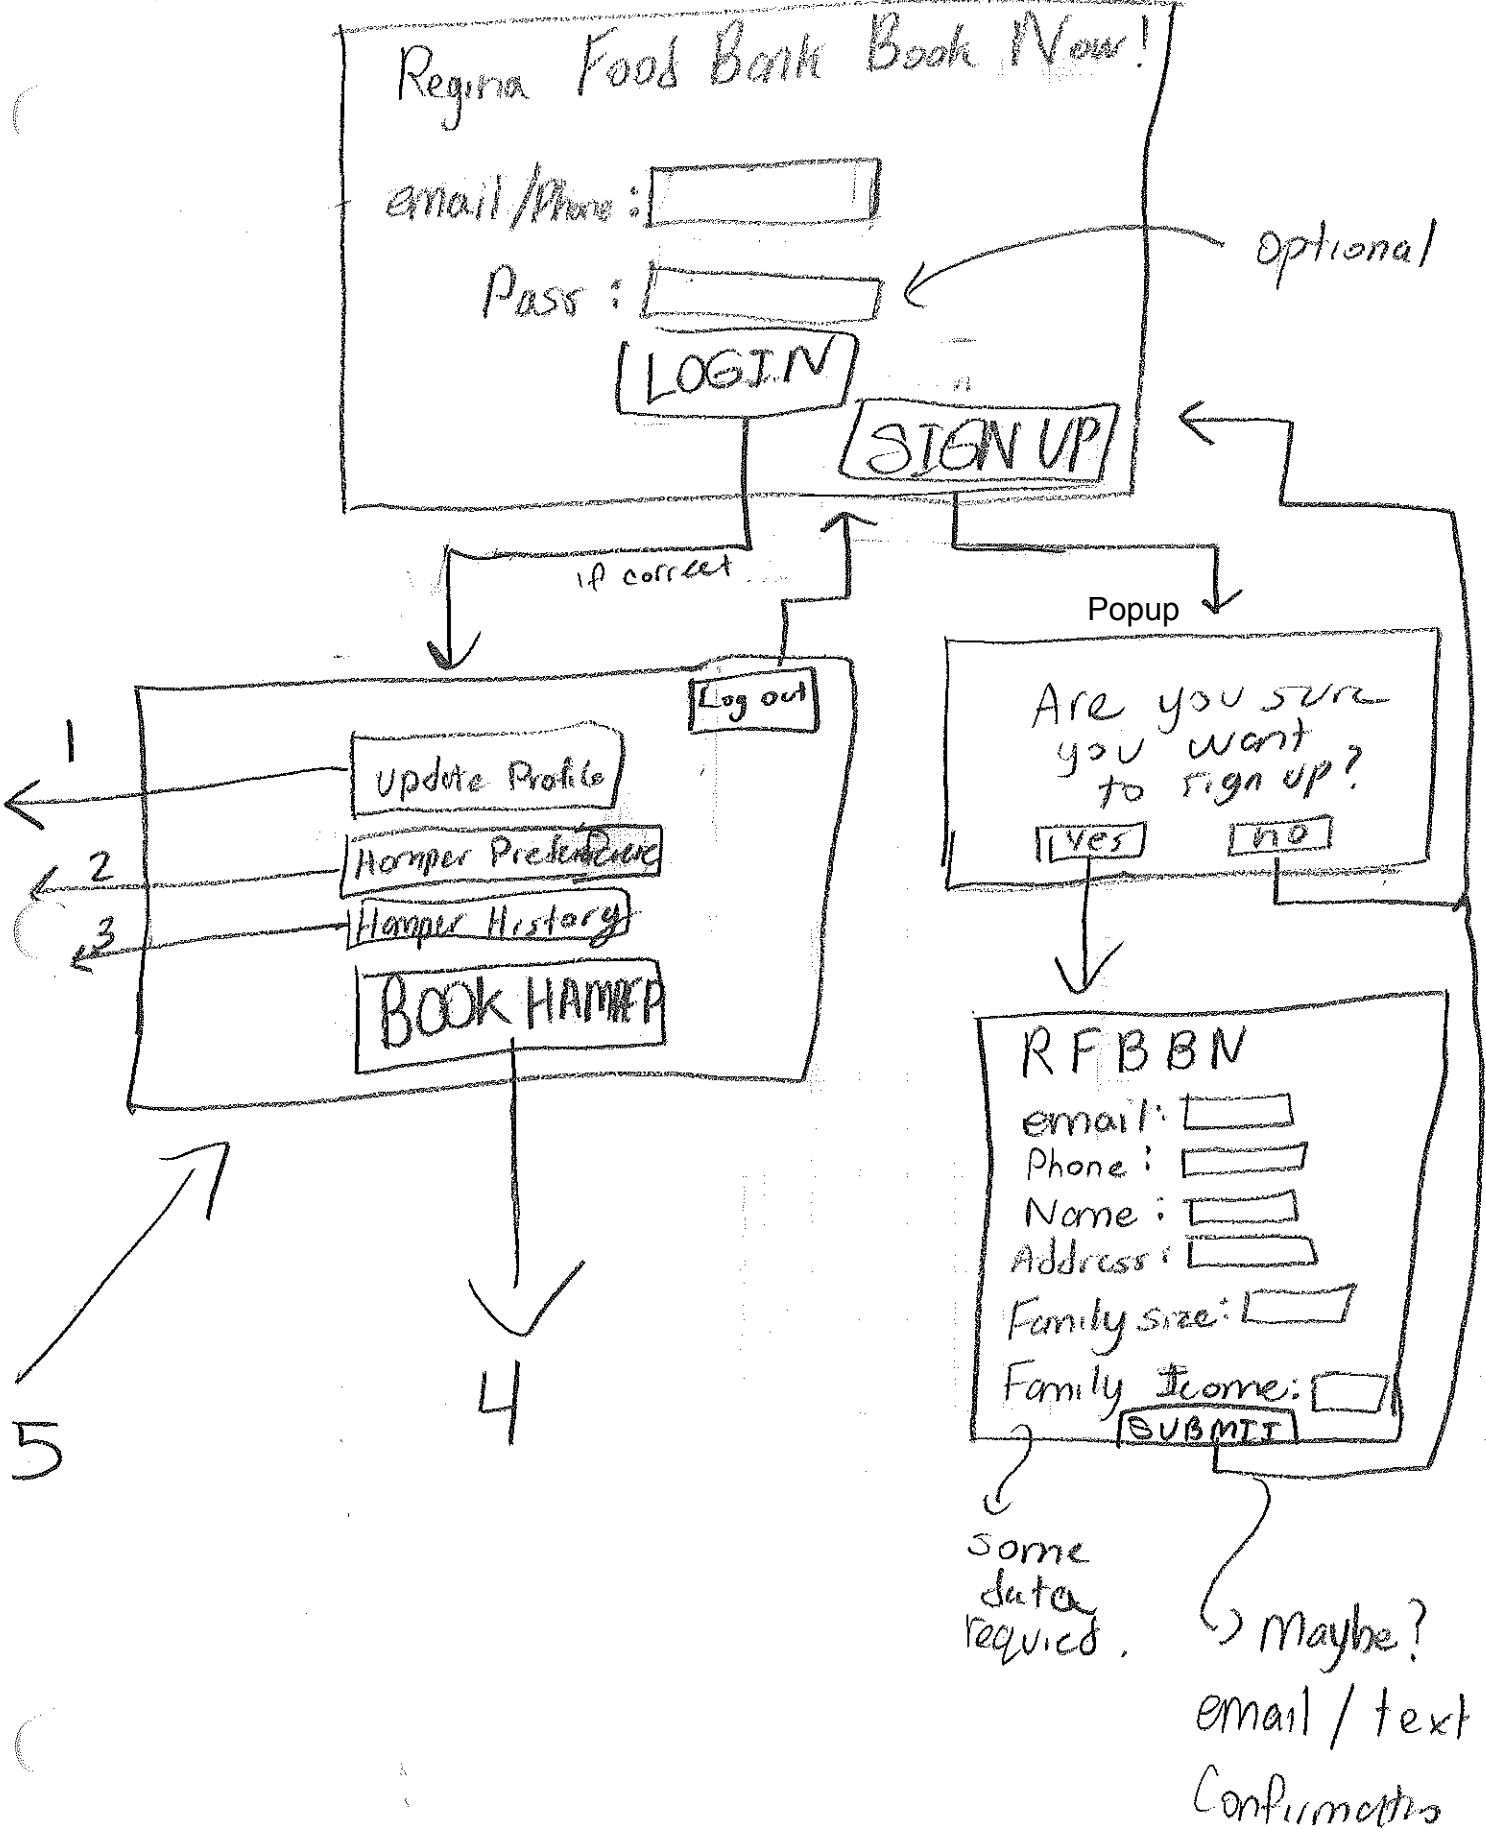 Regina Food Bank Book Now!
email/Phone:
Optional
Pass:
LOGIN
SIGN UP
if correct
Popup
Log out
Are you sure
you want
to sign up?
1
Update Profile
yes
no
2
Hamper Preference
3
Hamper History
BOOK HAMPER
RFBBN
email:
Phone:
Name:
Address:
Family size:
Family Icome:
SUBMIT
4
5
some
data
required.
Maybe?
email / text
Confirmation